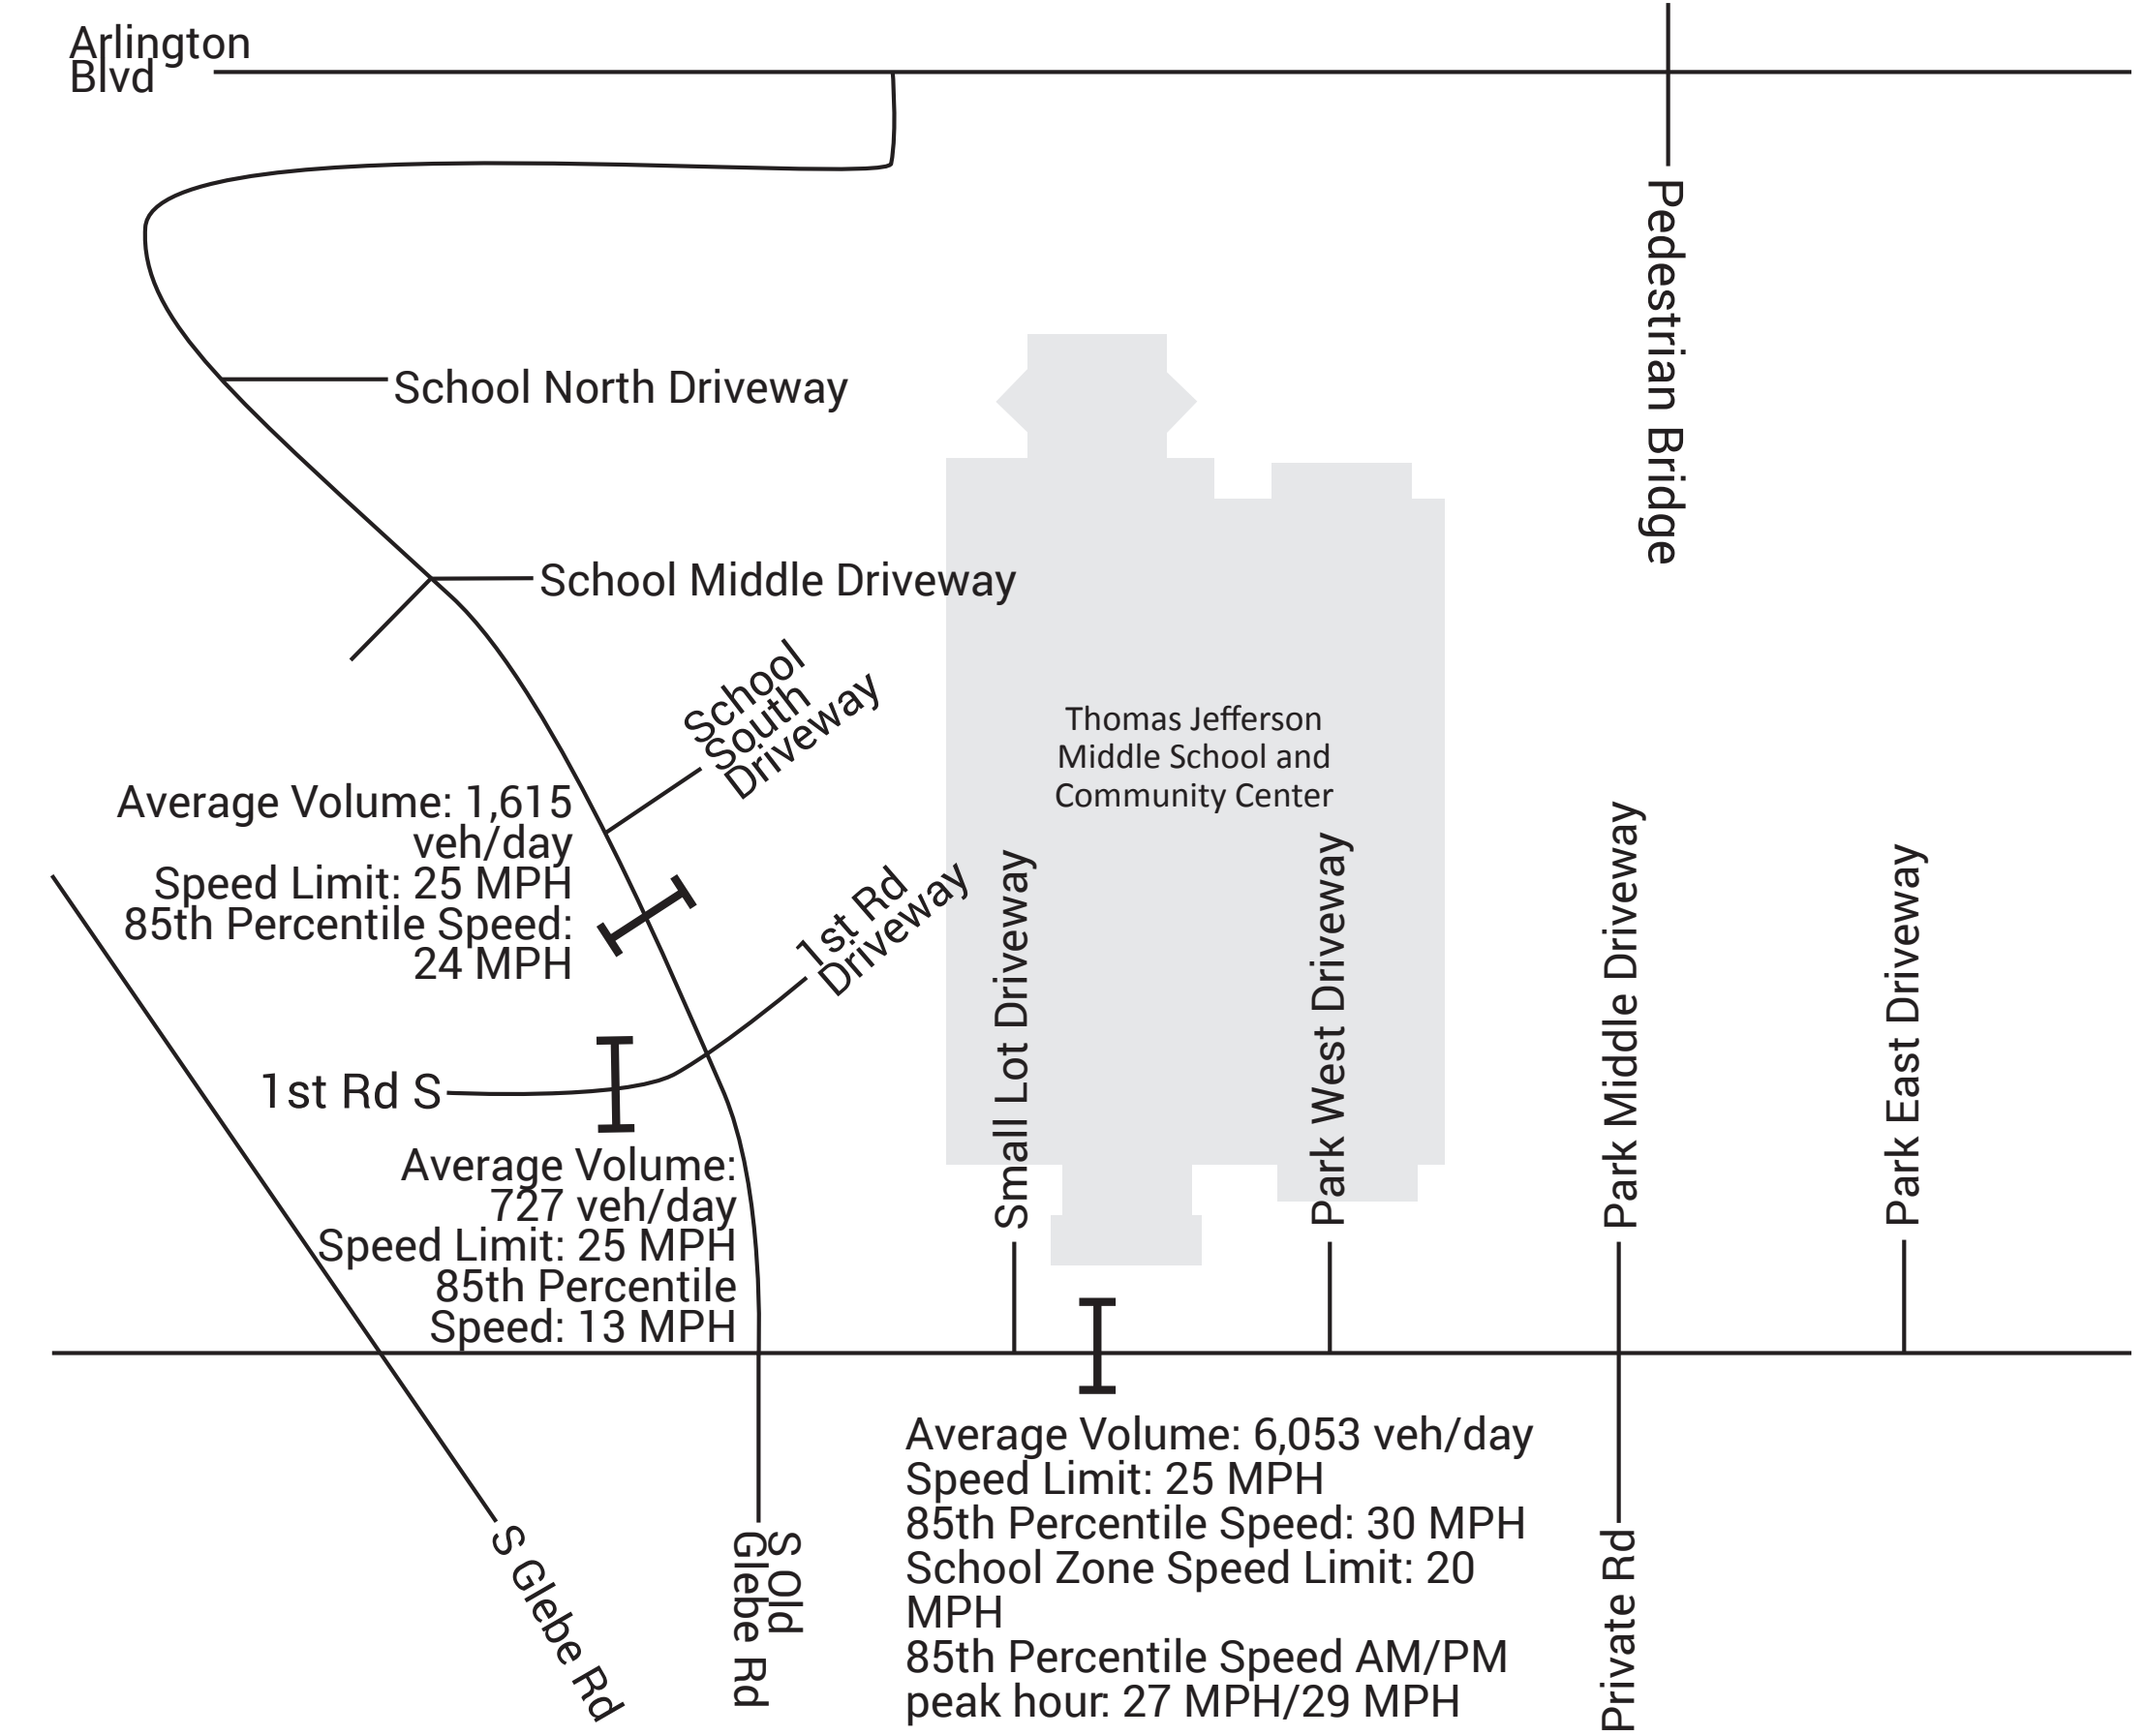 Arlington
Blvd
Pedestrian Bridge
School North Driveway
School Middle Driveway
School
South
Driveway
Thomas Jefferson
Middle School and
Community Center
Average Volume: 1,615
veh/day
Speed Limit: 25 MPH
85th Percentile Speed:
24 MPH
1st Rd
Driveway
Small Lot Driveway
Park West Driveway
Park Middle Driveway
Park East Driveway
1st Rd S
Average Volume:
727 veh/day
Speed Limit: 25 MPH
85th Percentile
Speed: 13 MPH
Average Volume: 6,053 veh/day
Speed Limit: 25 MPH
85th Percentile Speed: 30 MPH
School Zone Speed Limit: 20
MPH
85th Percentile Speed AM/PM
peak hour: 27 MPH/29 MPH
S Glebe Rd
S Old
Glebe Rd
Private Rd